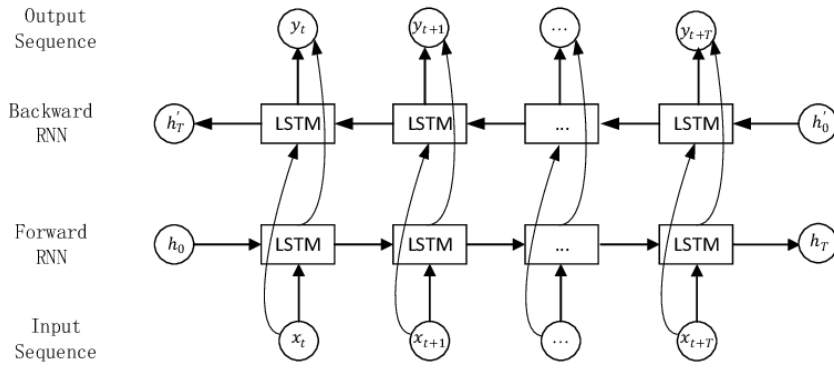 Output
Sequence
y_t
y_{t+1}
...
y_{t+T}
Backward
RNN
h'_T
LSTM
LSTM
...
LSTM
h'_0
Forward
RNN
h_0
LSTM
LSTM
...
LSTM
h_T
Input
Sequence
x_t
x_{t+1}
...
x_{t+T}